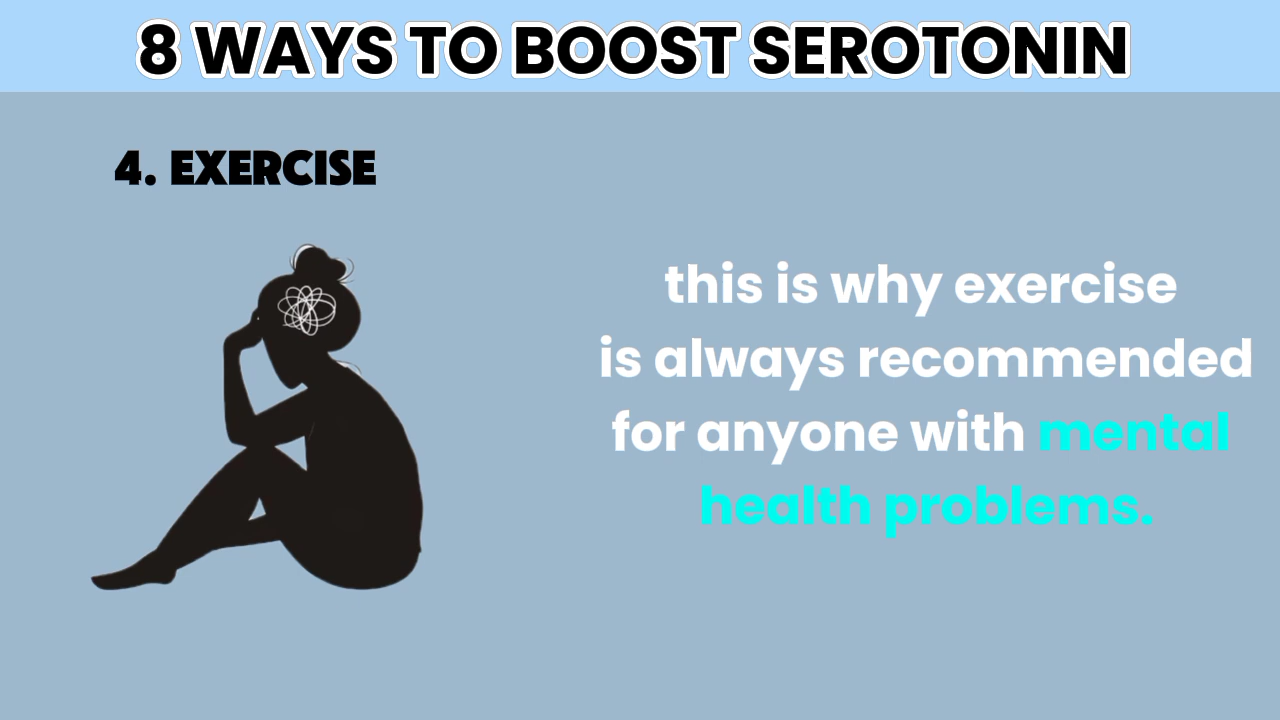 8 WAYS TO BOOST SEROTONIN
4. EXERCISE
this is why exercise
is always recommended
for anyone with mental
health problems.